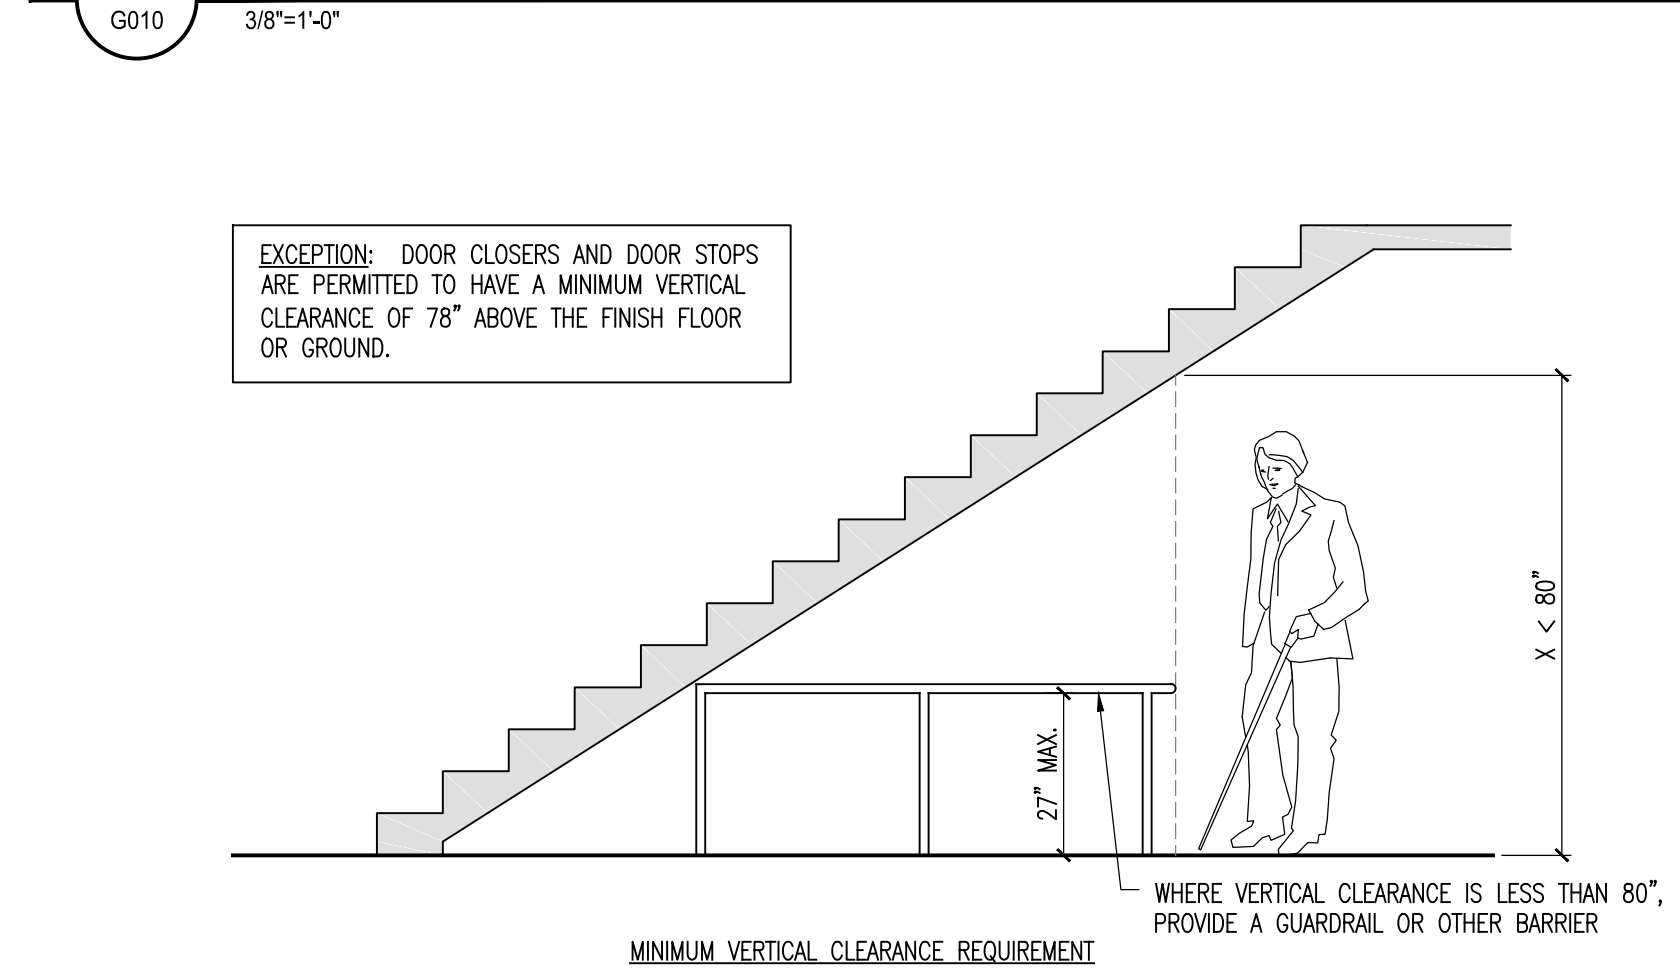 G010
3/8"=1'-0"
EXCEPTION: DOOR CLOSERS AND DOOR STOPS
ARE PERMITTED TO HAVE A MINIMUM VERTICAL
CLEARANCE OF 78" ABOVE THE FINISH FLOOR
OR GROUND.
X < 80"
27" MAX.
WHERE VERTICAL CLEARANCE IS LESS THAN 80",
PROVIDE A GUARDRAIL OR OTHER BARRIER
MINIMUM VERTICAL CLEARANCE REQUIREMENT